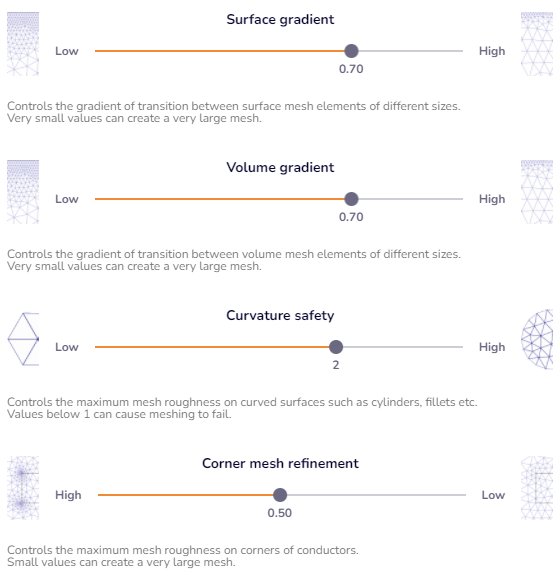 Surface gradient
Low
High
0.70
Controls the gradient of transition between surface mesh elements of different sizes.
Very small values can create a very large mesh.
Volume gradient
Low
High
0.70
Controls the gradient of transition between volume mesh elements of different sizes.
Very small values can create a very large mesh.
Curvature safety
Low
High
2
Controls the maximum mesh roughness on curved surfaces such as cylinders, fillets etc.
Values below 1 can cause meshing to fail.
Corner mesh refinement
High
Low
0.50
Controls the maximum mesh roughness on corners of conductors.
Small values can create a very large mesh.